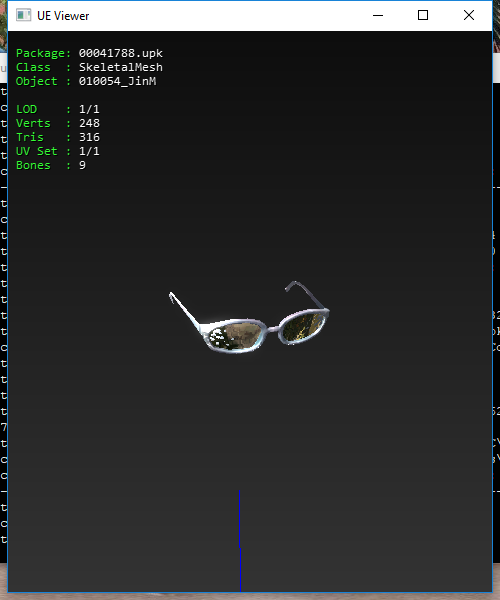 UE Viewer
Package: 00041788.upk
Class  : SkeletalMesh
Object : 010054_JinM
LOD    : 1/1
Verts  : 248
Tris   : 316
UV Set : 1/1
Bones  : 9